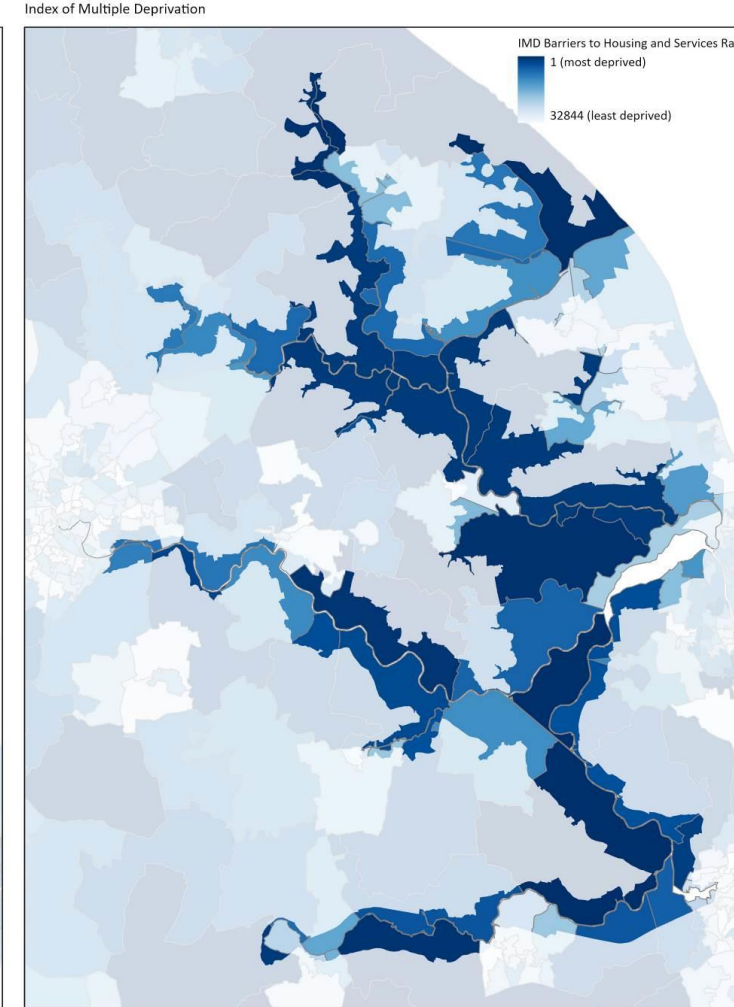 Index of Multiple Deprivation
IMD Barriers to Housing and Services Ra
1 (most deprived)
32844 (least deprived)